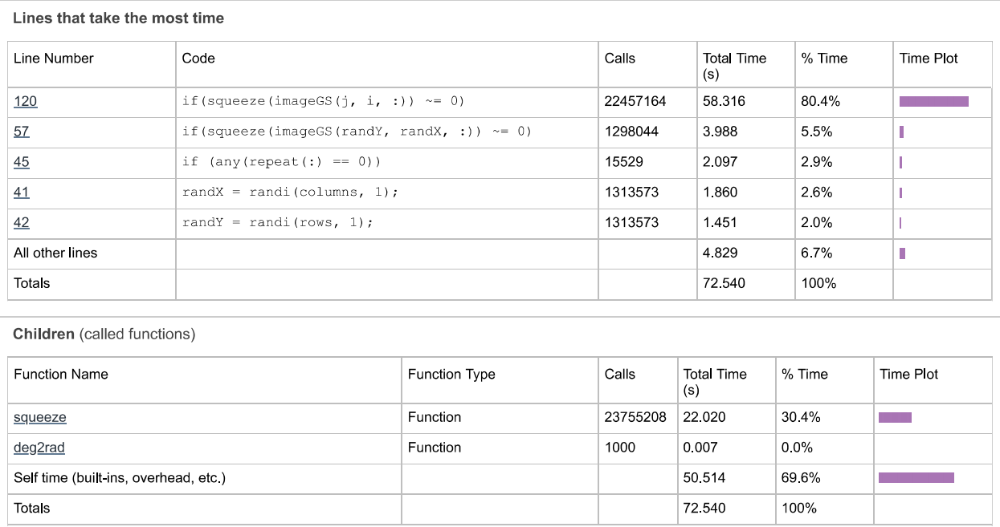 Lines that take the most time
Line Number Code Calls Total Time (s) % Time Time Plot
120 if(squeeze(imageGS(j, i, :)) ~= 0) 22457164 58.316 80.4%
57 if(squeeze(imageGS(randY, randX, :)) ~= 0) 1298044 3.988 5.5%
45 if (any(repeat(:) == 0)) 15529 2.097 2.9%
41 randX = randi(columns, 1); 1313573 1.860 2.6%
42 randY = randi(rows, 1); 1313573 1.451 2.0%
All other lines 4.829 6.7%
Totals 72.540 100%
Children (called functions)
Function Name Function Type Calls Total Time (s) % Time Time Plot
squeeze Function 23755208 22.020 30.4%
deg2rad Function 1000 0.007 0.0%
Self time (built-ins, overhead, etc.) 50.514 69.6%
Totals 72.540 100%